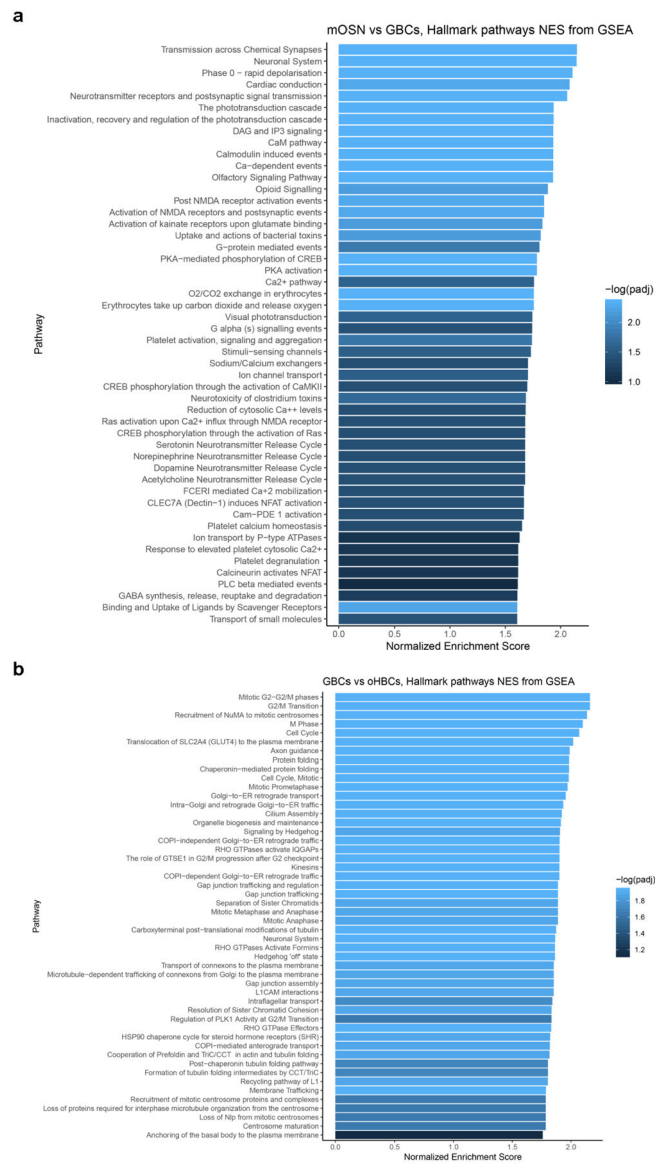 a
mOSN vs GBCs, Hallmark pathways NES from GSEA
Transmission across Chemical Synapses
Neuronal System
Phase 0 − rapid depolarisation
Cardiac conduction
Neurotransmitter receptors and postsynaptic signal transmission
The phototransduction cascade
Inactivation, recovery and regulation of the phototransduction cascade
DAG and IP3 signaling
CaM pathway
Calmodulin induced events
Ca−dependent events
Olfactory Signaling Pathway
Opioid Signalling
Post NMDA receptor activation events
Activation of NMDA receptors and postsynaptic events
Activation of kainate receptors upon glutamate binding
Uptake and actions of bacterial toxins
G−protein mediated events
PKA−mediated phosphorylation of CREB
PKA activation
Ca2+ pathway
O2/CO2 exchange in erythrocytes
Erythrocytes take up carbon dioxide and release oxygen
Visual phototransduction
G alpha (s) signalling events
Platelet activation, signaling and aggregation
Stimuli−sensing channels
Sodium/Calcium exchangers
Ion channel transport
CREB phosphorylation through the activation of CaMKII
Neurotoxicity of clostridium toxins
Reduction of cytosolic Ca++ levels
Ras activation upon Ca2+ influx through NMDA receptor
CREB phosphorylation through the activation of Ras
Serotonin Neurotransmitter Release Cycle
Norepinephrine Neurotransmitter Release Cycle
Dopamine Neurotransmitter Release Cycle
Acetylcholine Neurotransmitter Release Cycle
FCERI mediated Ca+2 mobilization
CLEC7A (Dectin−1) induces NFAT activation
Cam−PDE 1 activation
Platelet calcium homeostasis
Ion transport by P−type ATPases
Response to elevated platelet cytosolic Ca2+
Platelet degranulation
Calcineurin activates NFAT
PLC beta mediated events
GABA synthesis, release, reuptake and degradation
Binding and Uptake of Ligands by Scavenger Receptors
Transport of small molecules
Pathway
0.0 0.5 1.0 1.5 2.0
Normalized Enrichment Score
−log(padj)
2.0
1.5
1.0
b
GBCs vs oHBCs, Hallmark pathways NES from GSEA
Mitotic G2−G2/M phases
G2/M Transition
Recruitment of NuMA to mitotic centrosomes
M Phase
Cell Cycle
Translocation of SLC2A4 (GLUT4) to the plasma membrane
Axon guidance
Protein folding
Chaperonin−mediated protein folding
Cell Cycle, Mitotic
Mitotic Prometaphase
Golgi−to−ER retrograde transport
Intra−Golgi and retrograde Golgi−to−ER traffic
Cilium Assembly
Organelle biogenesis and maintenance
Signaling by Hedgehog
COPI−independent Golgi−to−ER retrograde traffic
RHO GTPases activate IQGAPs
The role of GTSE1 in G2/M progression after G2 checkpoint
Kinesins
COPI−dependent Golgi−to−ER retrograde traffic
Gap junction trafficking and regulation
Gap junction trafficking
Separation of Sister Chromatids
Mitotic Metaphase and Anaphase
Mitotic Anaphase
Carboxyterminal post−translational modifications of tubulin
Neuronal System
RHO GTPases Activate Formins
Hedgehog 'off' state
Transport of connexons to the plasma membrane
Microtubule−dependent trafficking of connexons from Golgi to the plasma membrane
Gap junction assembly
L1CAM interactions
Intraflagellar transport
Resolution of Sister Chromatid Cohesion
Regulation of PLK1 Activity at G2/M Transition
RHO GTPase Effectors
HSP90 chaperone cycle for steroid hormone receptors (SHR)
COPI−mediated anterograde transport
Cooperation of Prefoldin and TriC/CCT  in actin and tubulin folding
Post−chaperonin tubulin folding pathway
Formation of tubulin folding intermediates by CCT/TriC
Recycling pathway of L1
Membrane Trafficking
Recruitment of mitotic centrosome proteins and complexes
Loss of proteins required for interphase microtubule organization from the centrosome
Loss of Nlp from mitotic centrosomes
Centrosome maturation
Anchoring of the basal body to the plasma membrane
Pathway
0.0 0.5 1.0 1.5 2.0
Normalized Enrichment Score
−log(padj)
1.8
1.6
1.4
1.2